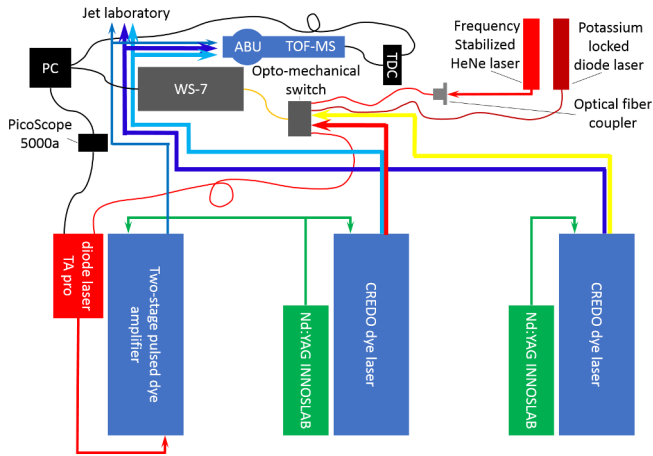 Jet laboratory
PC
ABU
TOF-MS
TDC
WS-7
Opto-mechanical
switch
Frequency
Stabilized
HeNe laser
Potassium
locked
diode laser
Optical fiber
coupler
PicoScope
5000a
diode laser
TA pro
Two-stage pulsed dye
amplifier
Nd:YAG INNOSLAB
CREDO dye laser
Nd:YAG INNOSLAB
CREDO dye laser